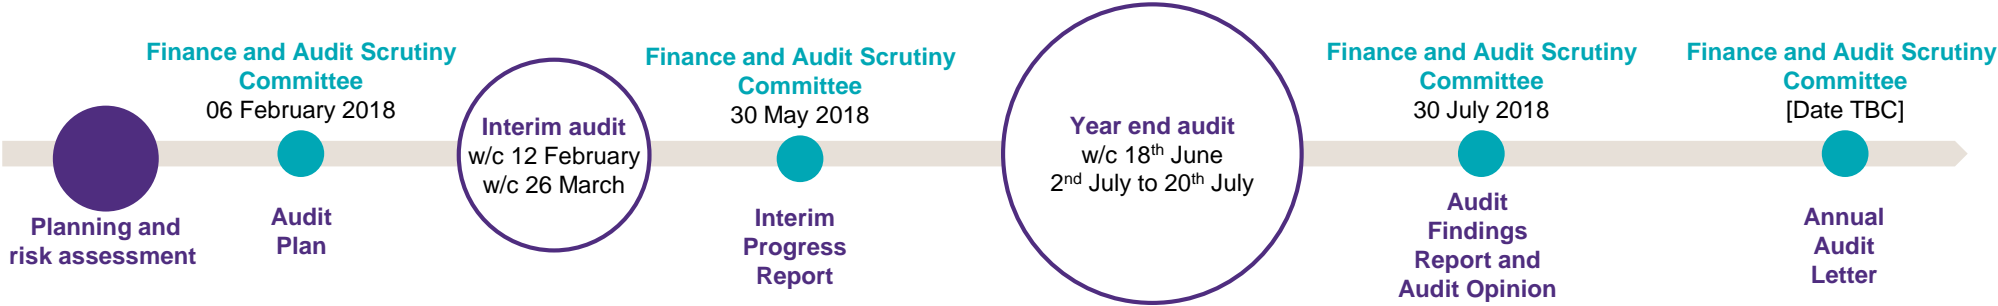 Planning and
risk assessment
Finance and Audit Scrutiny
Committee
06 February 2018
Audit
Plan
Interim audit
w/c 12 February
w/c 26 March
Finance and Audit Scrutiny
Committee
30 May 2018
Interim
Progress
Report
Year end audit
w/c 18th June
2nd July to 20th July
Finance and Audit Scrutiny
Committee
30 July 2018
Audit
Findings
Report and
Audit Opinion
Finance and Audit Scrutiny
Committee
[Date TBC]
Annual
Audit
Letter